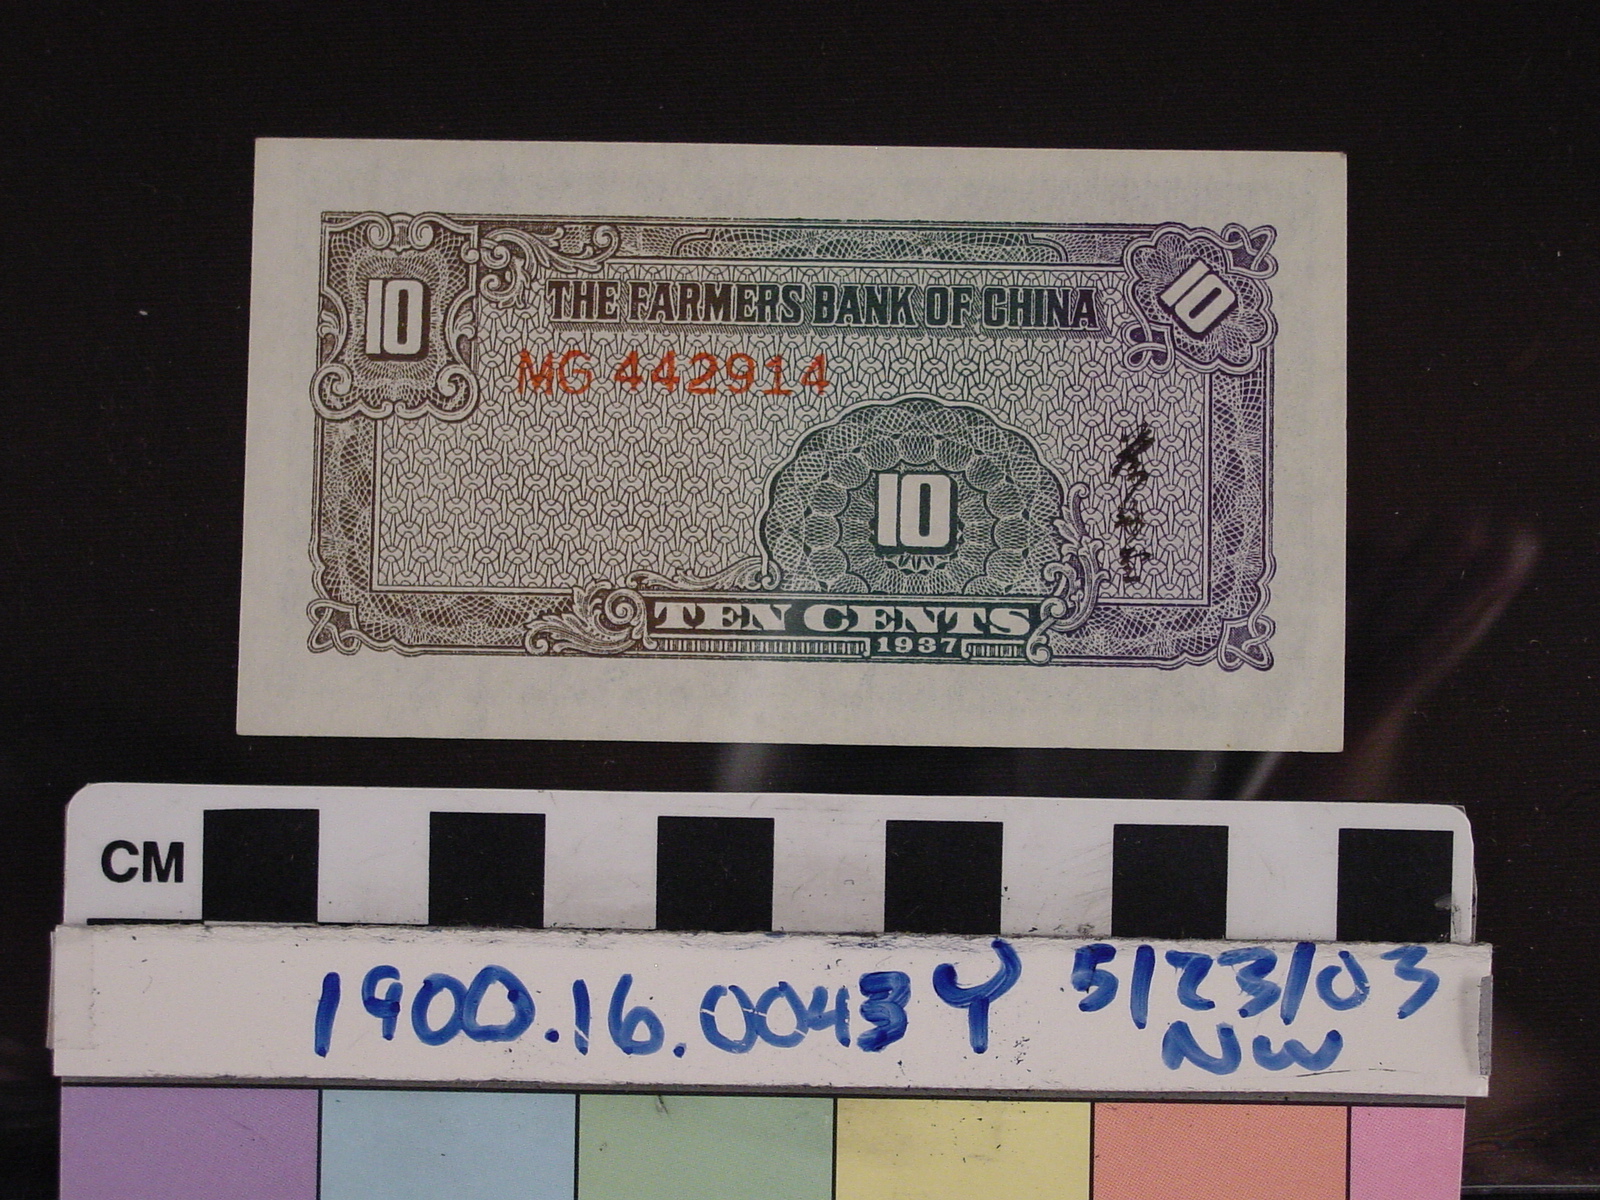 10 10
THE FARMERS BANK OF CHINA
MG 442914
10
TEN CENTS
1937
CM
1900.16.0043 Y 5/23/03
NW